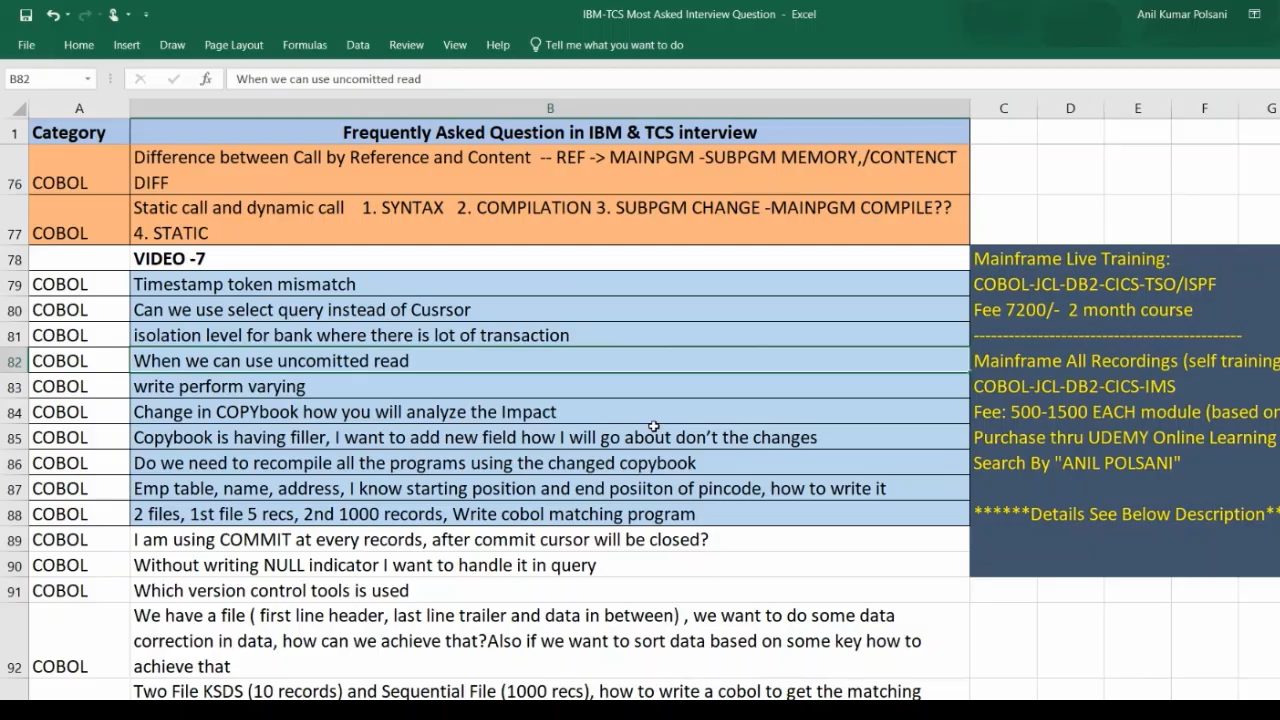 IBM-TCS Most Asked Interview Question - Excel
Anil Kumar Polsani
File Home Insert Draw Page Layout Formulas Data Review View Help Tell me what you want to do
B82 fx When we can use uncomitted read
A B C D E F G
1 Category Frequently Asked Question in IBM & TCS interview
Difference between Call by Reference and Content -- REF -> MAINPGM -SUBPGM MEMORY,/CONTENCT
76 COBOL DIFF
Static call and dynamic call 1. SYNTAX 2. COMPILATION 3. SUBPGM CHANGE -MAINPGM COMPILE??
77 COBOL 4. STATIC
78 VIDEO -7 Mainframe Live Training:
79 COBOL Timestamp token mismatch COBOL-JCL-DB2-CICS-TSO/ISPF
80 COBOL Can we use select query instead of Cusrsor Fee 7200/- 2 month course
81 COBOL isolation level for bank where there is lot of transaction -----------------------------------------
82 COBOL When we can use uncomitted read Mainframe All Recordings (self training
83 COBOL write perform varying COBOL-JCL-DB2-CICS-IMS
84 COBOL Change in COPYbook how you will analyze the Impact Fee: 500-1500 EACH module (based on
85 COBOL Copybook is having filler, I want to add new field how I will go about don’t the changes Purchase thru UDEMY Online Learning
86 COBOL Do we need to recompile all the programs using the changed copybook Search By "ANIL POLSANI"
87 COBOL Emp table, name, address, I know starting position and end posiiton of pincode, how to write it
88 COBOL 2 files, 1st file 5 recs, 2nd 1000 records, Write cobol matching program ******Details See Below Description**
89 COBOL I am using COMMIT at every records, after commit cursor will be closed?
90 COBOL Without writing NULL indicator I want to handle it in query
91 COBOL Which version control tools is used
We have a file ( first line header, last line trailer and data in between) , we want to do some data
correction in data, how can we achieve that?Also if we want to sort data based on some key how to
92 COBOL achieve that
Two File KSDS (10 records) and Sequential File (1000 recs), how to write a cobol to get the matching